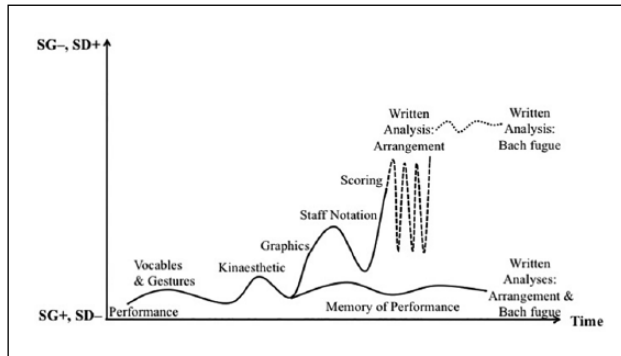 SG–, SD+
Written
Analysis:
Arrangement
Written
Analysis:
Bach fugue
Scoring
Staff Notation
Graphics
Vocables
& Gestures
Kinaesthetic
Written
Analyses:
Arrangement &
Bach fugue
Performance
Memory of Performance
SG+, SD–
Time